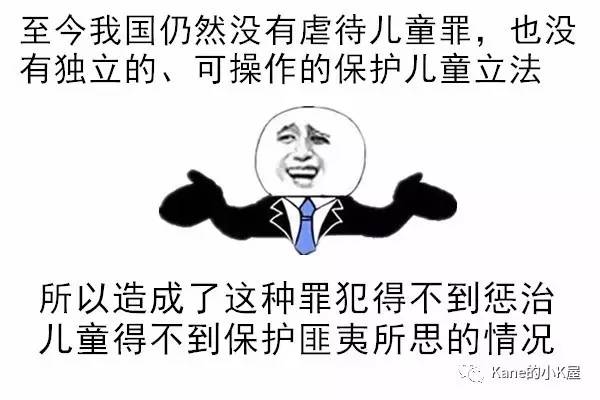 至今我国仍然没有虐待儿童罪，也没
有独立的、可操作的保护儿童立法
所以造成了这种罪犯得不到惩治
儿童得不到保护匪夷所思的情况
Kane的小K屋